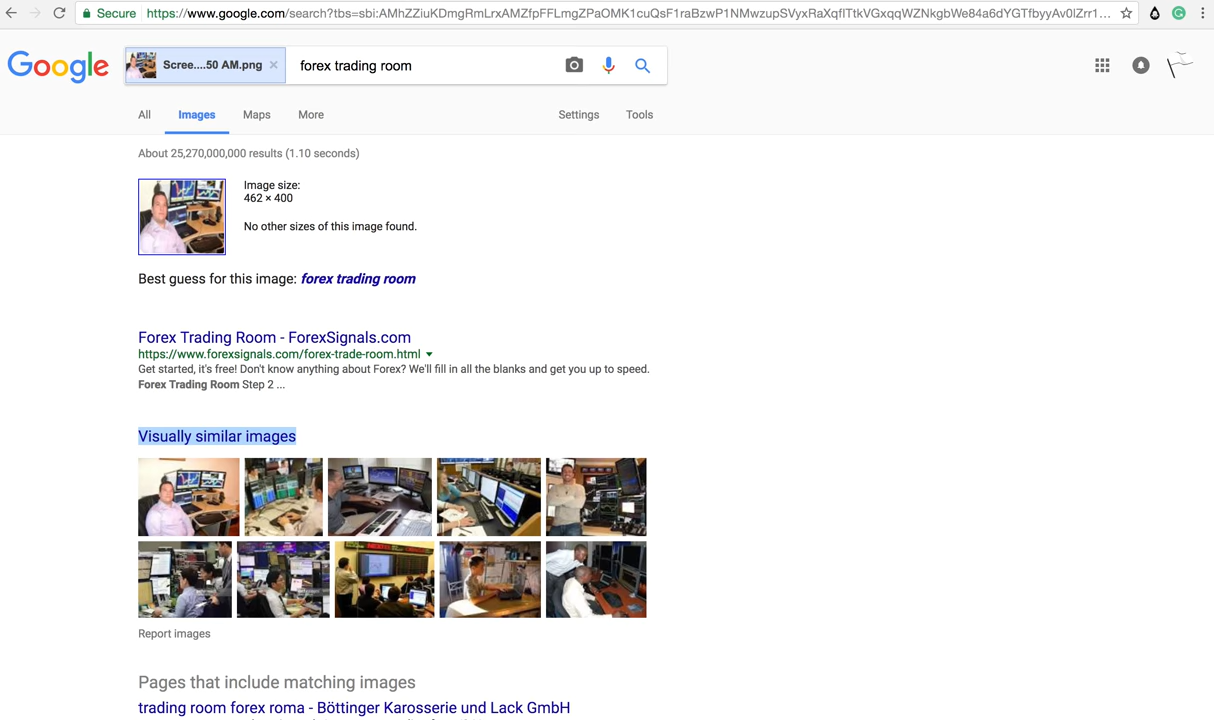 Secure https://www.google.com/search?tbs=sbi:AMhZZiuKDmgRmLrxAMZfpFFLmgZPaOMK1cuQsF1raBzwP1NMwzupSVyxRaXqflTtkVGxqqWZNkgbWe84a6dYGTfbyyAv0lZrr1...
Google Scree....50 AM.png × forex trading room
All Images Maps More Settings Tools
About 25,270,000,000 results (1.10 seconds)
Image size:
462 × 400
No other sizes of this image found.
Best guess for this image: forex trading room
Forex Trading Room - ForexSignals.com
https://www.forexsignals.com/forex-trade-room.html
Get started, it's free! Don't know anything about Forex? We'll fill in all the blanks and get you up to speed.
Forex Trading Room Step 2 ...
Visually similar images
Report images
Pages that include matching images
trading room forex roma - Böttinger Karosserie und Lack GmbH